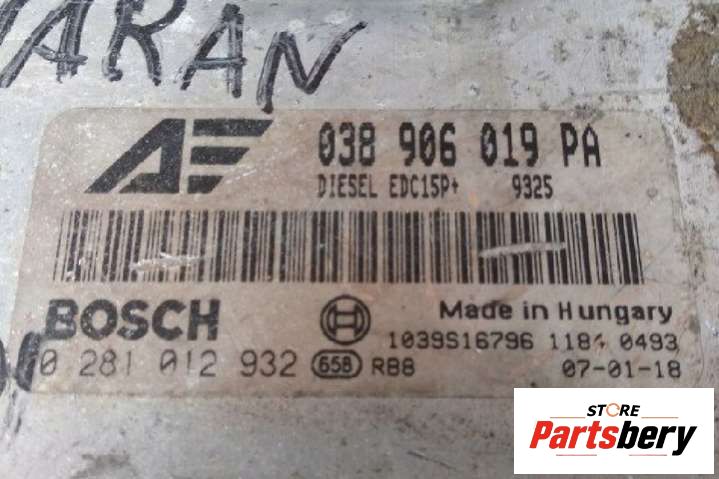 ARAN
AE 038 906 019 PA
DIESEL EDC15P+ 9325
BOSCH Made in Hungary
0 281 012 932 658 RB8 1039S16796 1184 0493
07-01-18
STORE
Partsbery